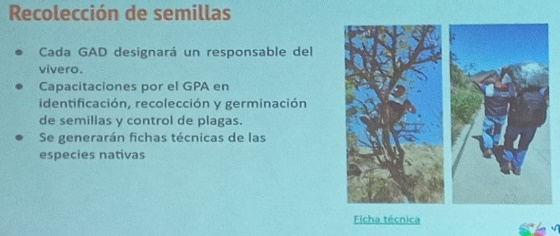 Recolección de semillas
• Cada GAD designará un responsable del
vivero.
• Capacitaciones por el GPA en
identificación, recolección y germinación
de semillas y control de plagas.
• Se generarán fichas técnicas de las
especies nativas
Ficha técnica